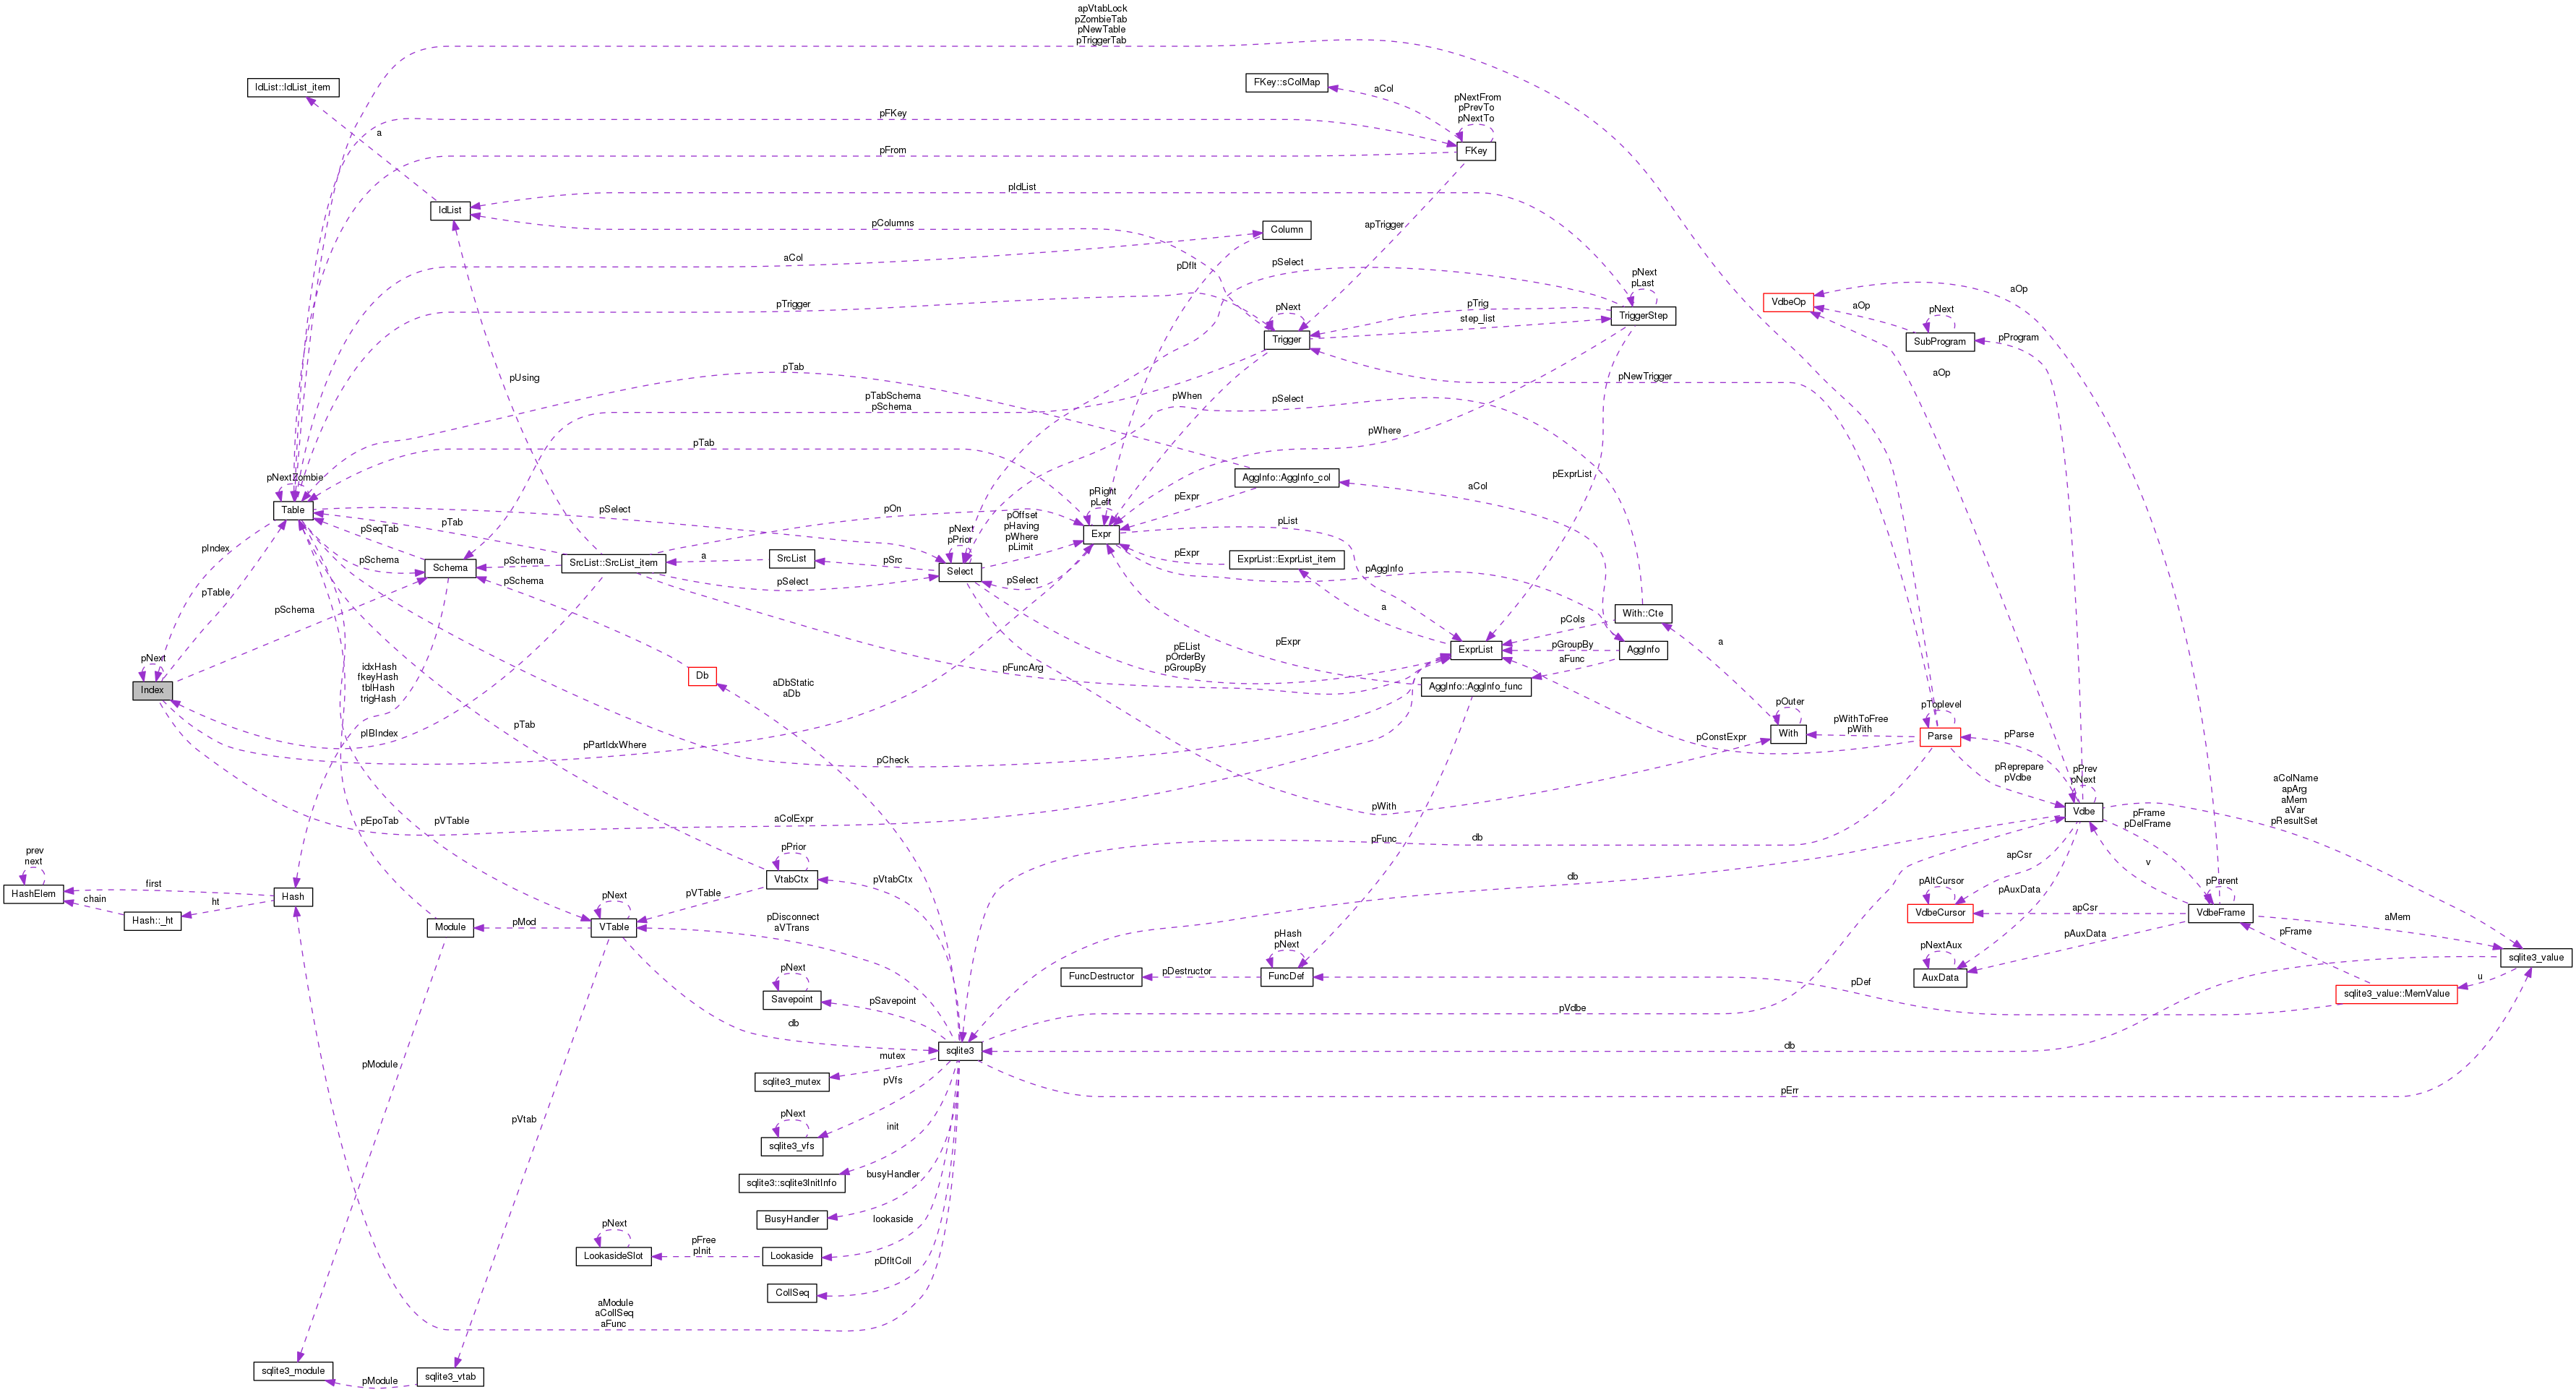 apVtabLock
pZombieTab
pNewTable
pTriggerTab
IdList::IdList_item
FKey::sColMap
aCol
pNextFrom
pPrevTo
pNextTo
pFKey
a
FKey
pFrom
pIdList
IdList
pColumns
apTrigger
Column
aCol
pDflt
pSelect
pNext
pLast
aOp
VdbeOp
aOp
pTrigger
pNext
pTrig
TriggerStep
step_list
pNext
Trigger
SubProgram
pProgram
pUsing
pTab
pWhen
pNewTrigger
aOp
pTabSchema
pSchema
pSelect
pTab
pWhere
pNextZombie
AggInfo::AggInfo_col
pExprList
aCol
pRight
pLeft
pExpr
Table
pSelect
pOn
pOffset
pHaving
pWhere
pLimit
pList
pSeqTab
pTab
pNext
pPrior
Expr
pIndex
pSchema
pSchema
SrcList::SrcList_item
a
SrcList
pSrc
pExpr
ExprList::ExprList_item
pAggInfo
Schema
Select
pSchema
pSelect
pSelect
pTable
pSchema
a
With::Cte
pCols
pExpr
pGroupBy
a
ExprList
AggInfo
pEList
pOrderBy
pGroupBy
aFunc
pNext
idxHash
fkeyHash
tblHash
trigHash
pFuncArg
Db
aDbStatic
aDb
AggInfo::AggInfo_func
Index
pOuter
pToplevel
pTab
pWithToFree
pWith
pIBIndex
pPartIdxWhere
With
Parse
pParse
pConstExpr
pCheck
pReprepare
pVdbe
pPrev
pNext
aColName
apArg
aMem
aVar
pResultSet
pWith
Vdbe
pEpoTab
pVTable
aColExpr
pFrame
pDelFrame
pFunc
db
prev
next
pPrior
v
apCsr
HashElem
first
Hash
pVTable
VtabCtx
pVtabCtx
db
pAltCursor
pAuxData
pParent
chain
ht
pNext
VdbeCursor
apCsr
VdbeFrame
Hash::_ht
Module
pMod
VTable
pDisconnect
aVTrans
aMem
pHash
pNext
pNextAux
pAuxData
pFrame
sqlite3_value
pNext
FuncDestructor
pDestructor
FuncDef
AuxData
u
Savepoint
pSavepoint
pDef
sqlite3_value::MemValue
pVdbe
db
sqlite3
db
mutex
pModule
sqlite3_mutex
pVfs
pErr
pNext
pVtab
init
sqlite3_vfs
busyHandler
sqlite3::sqlite3InitInfo
BusyHandler
lookaside
pNext
pFree
pInit
LookasideSlot
Lookaside
pDfltColl
CollSeq
aModule
aCollSeq
aFunc
sqlite3_module
pModule
sqlite3_vtab